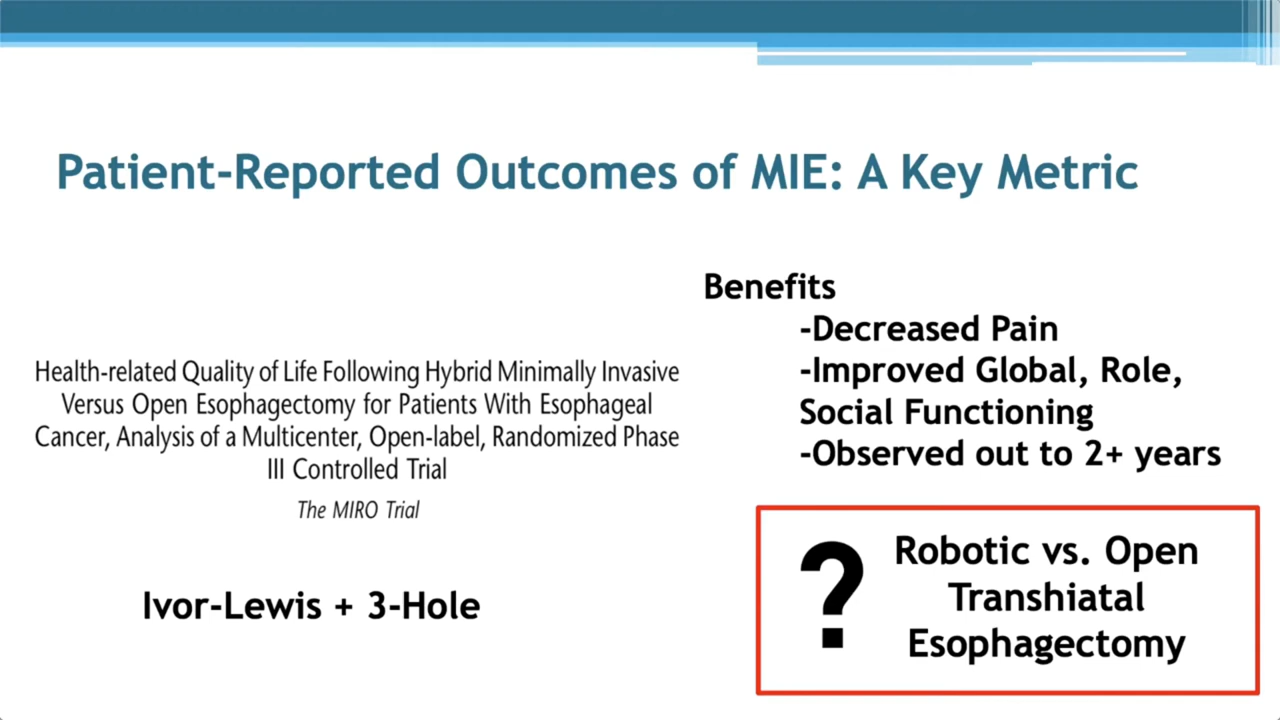 Patient-Reported Outcomes of MIE: A Key Metric
Health-related Quality of Life Following Hybrid Minimally Invasive
Versus Open Esophagectomy for Patients With Esophageal
Cancer, Analysis of a Multicenter, Open-label, Randomized Phase
III Controlled Trial
The MIRO Trial
Ivor-Lewis + 3-Hole
Benefits
-Decreased Pain
-Improved Global, Role,
Social Functioning
-Observed out to 2+ years
?
Robotic vs. Open
Transhiatal
Esophagectomy